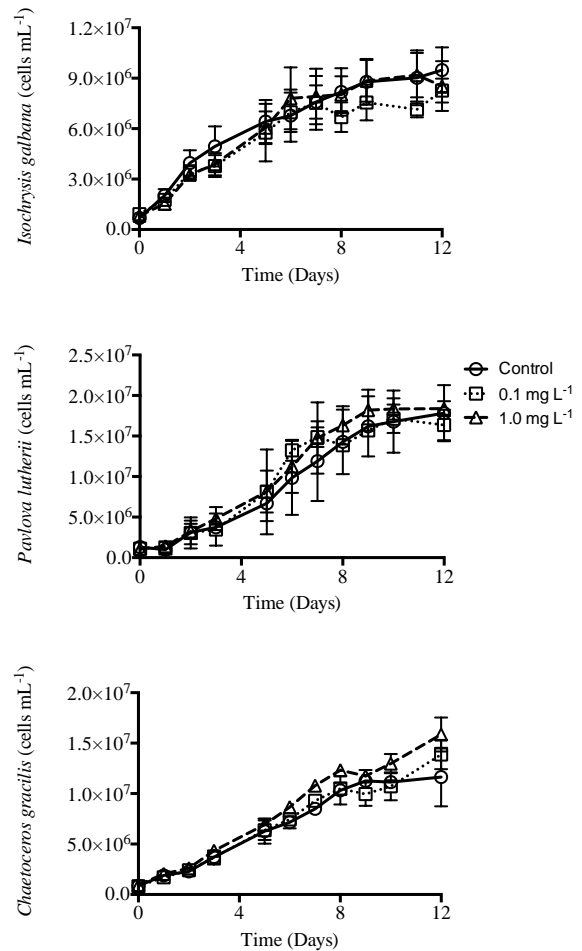 Isochrysis galbana (cells mL⁻¹)
1.2×10⁷
9.0×10⁶
6.0×10⁶
3.0×10⁶
0.0
0 4 8 12
Time (Days)
Pavlova lutherii (cells mL⁻¹)
2.5×10⁷
2.0×10⁷
1.5×10⁷
1.0×10⁷
5.0×10⁶
0.0
0 4 8 12
Time (Days)
Control
0.1 mg L⁻¹
1.0 mg L⁻¹
Chaetoceros gracilis (cells mL⁻¹)
2.0×10⁷
1.5×10⁷
1.0×10⁷
5.0×10⁶
0.0
0 4 8 12
Time (Days)